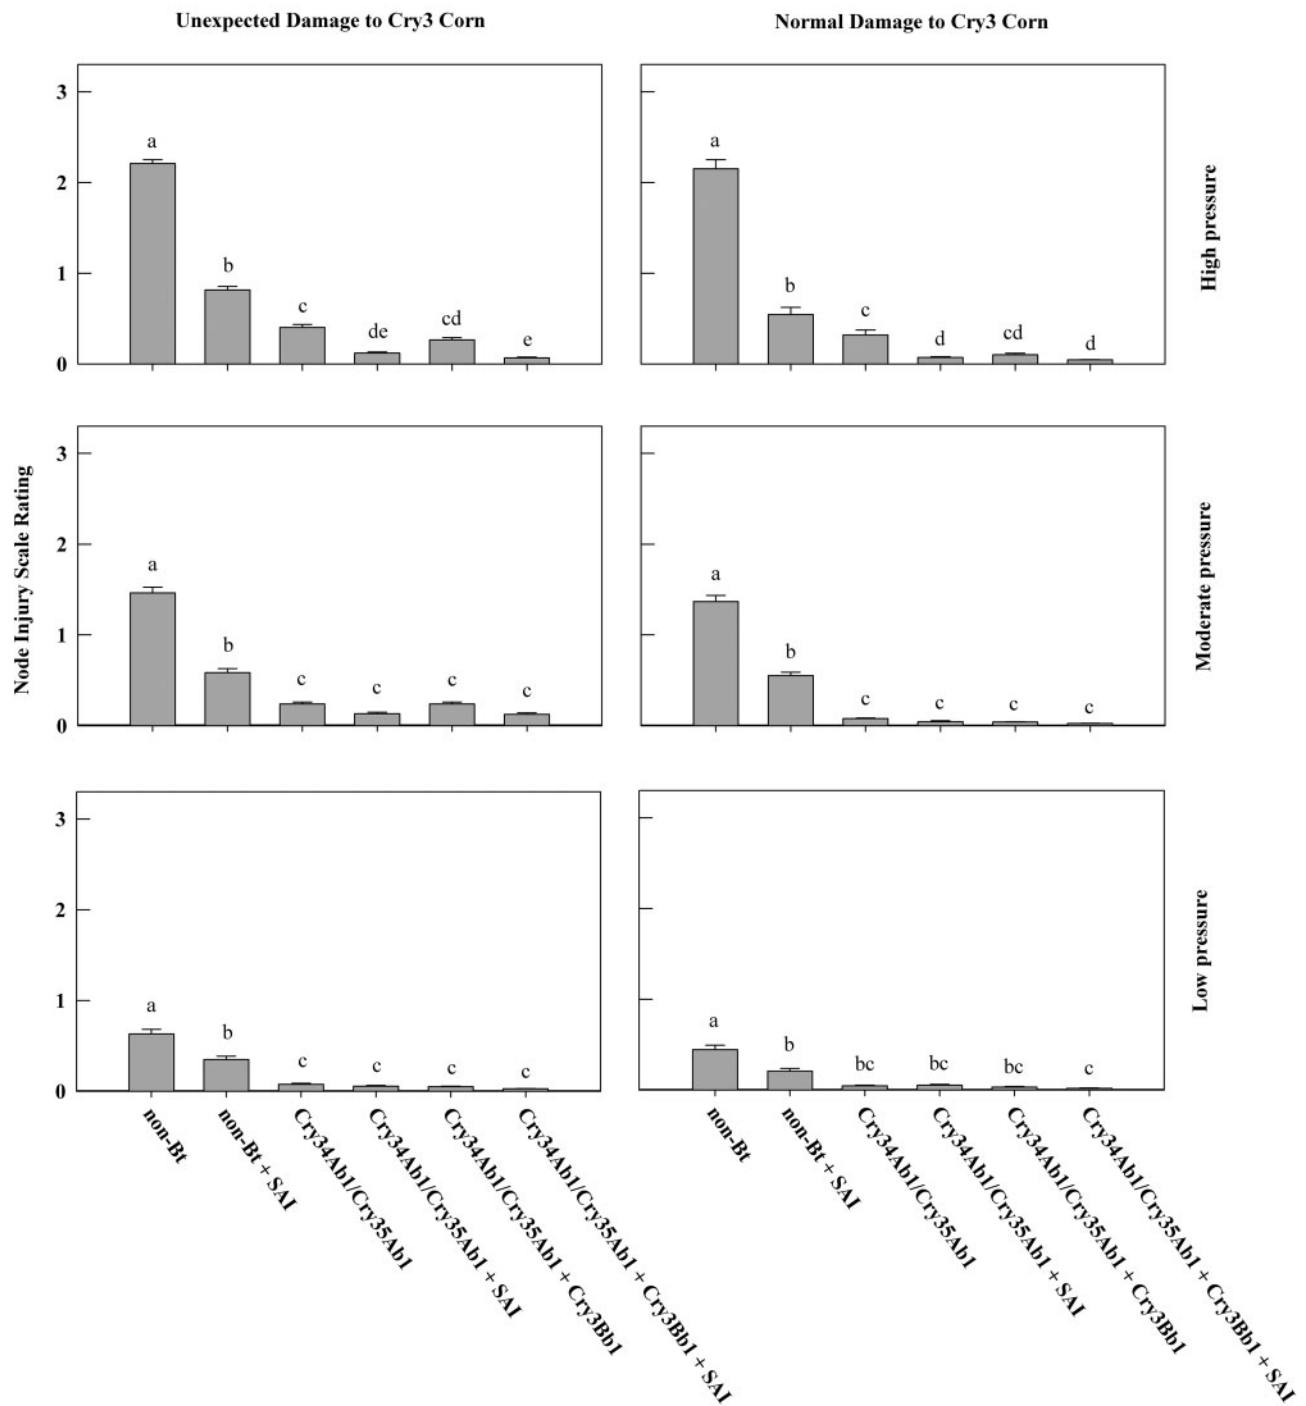 Unexpected Damage to Cry3 Corn
Normal Damage to Cry3 Corn
Node Injury Scale Rating
3
2
1
0
a
b
c
de
cd
e
a
b
c
d
cd
d
High pressure
3
2
1
0
a
b
c
c
c
c
a
b
c
c
c
c
Moderate pressure
3
2
1
0
a
b
c
c
c
c
a
b
bc
bc
bc
c
Low pressure
non-Bt
non-Bt + SAI
Cry34Ab1/Cry35Ab1
Cry34Ab1/Cry35Ab1 + SAI
Cry34Ab1/Cry35Ab1 + Cry3Bb1
Cry34Ab1/Cry35Ab1 + Cry3Bb1 + SAI
non-Bt
non-Bt + SAI
Cry34Ab1/Cry35Ab1
Cry34Ab1/Cry35Ab1 + SAI
Cry34Ab1/Cry35Ab1 + Cry3Bb1
Cry34Ab1/Cry35Ab1 + Cry3Bb1 + SAI